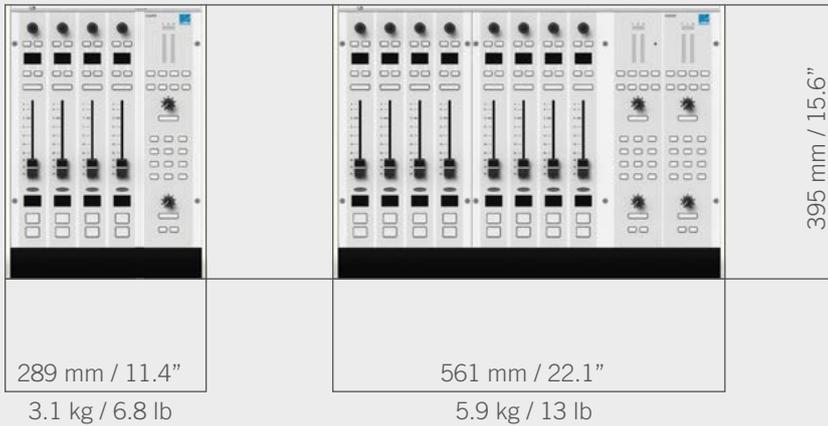 395 mm / 15.6”
289 mm / 11.4”
561 mm / 22.1”
3.1 kg / 6.8 lb
5.9 kg / 13 lb